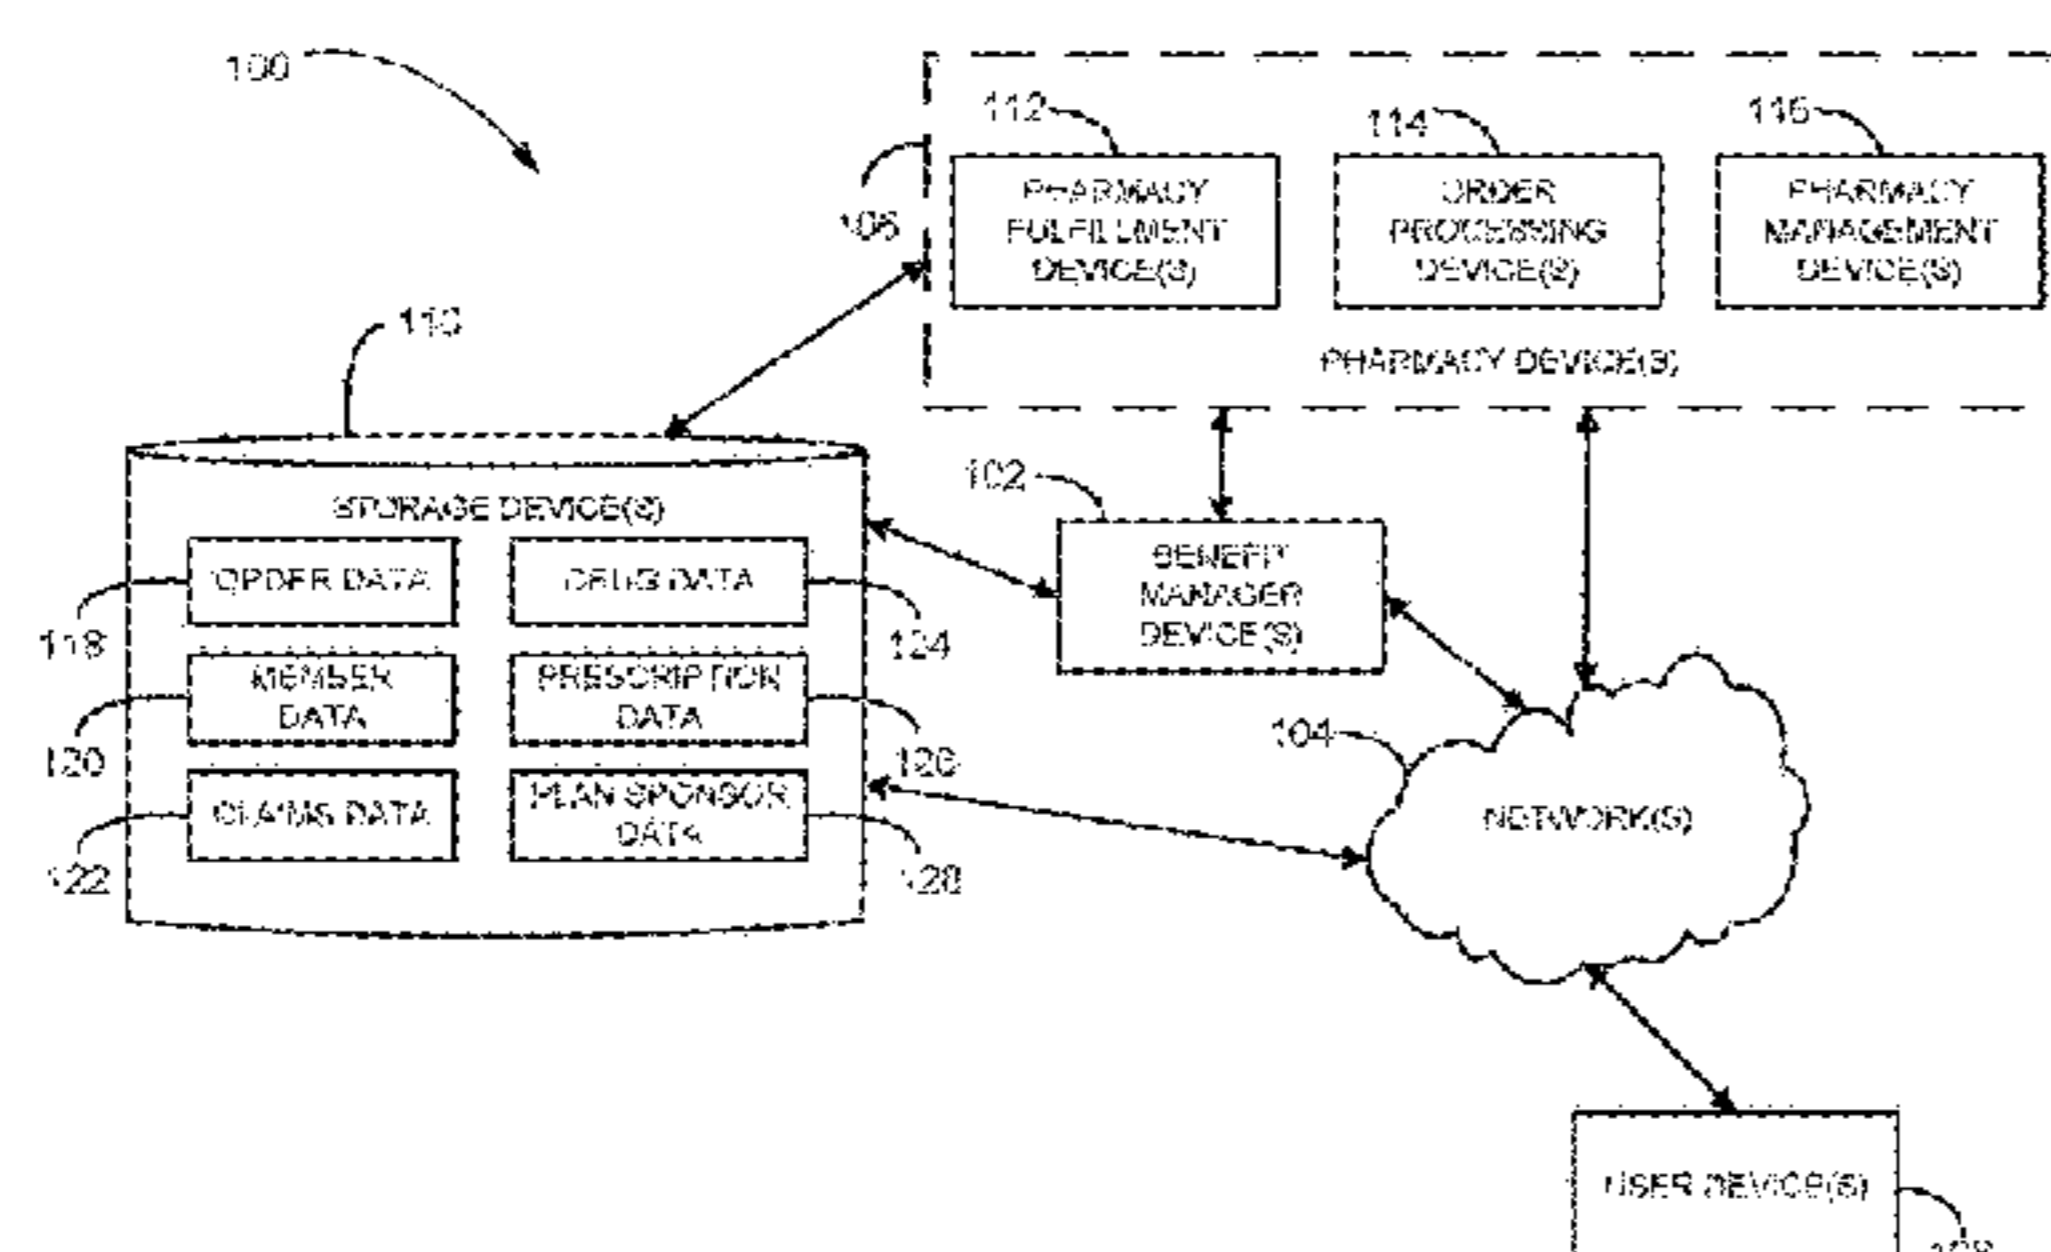 100
112
114
116
106
PHARMACY
FULFILLMENT
DEVICE(S)
ORDER
PROCESSING
DEVICE(S)
PHARMACY
MANAGEMENT
DEVICE(S)
PHARMACY DEVICE(S)
110
STORAGE DEVICE(S)
ORDER DATA
DRUG DATA
118
124
MEMBER
DATA
PRESCRIPTION
DATA
120
126
CLAIMS DATA
PLAN SPONSOR
DATA
122
128
102
BENEFIT
MANAGER
DEVICE(S)
104
NETWORK(S)
USER DEVICE(S)
108